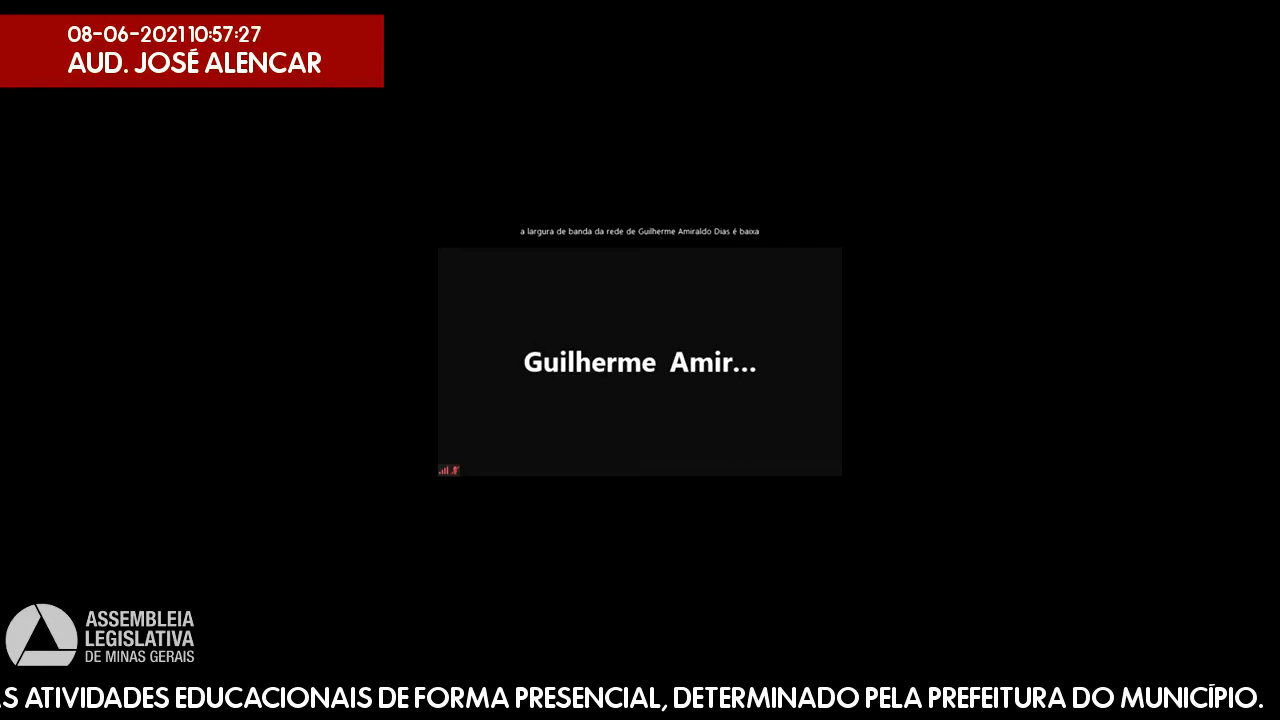 08-06-2021 10:57:27
AUD. JOSÉ ALENCAR
a largura de banda da rede de Guilherme Amiraldo Dias é baixa
Guilherme Amir...
ASSEMBLEIA
LEGISLATIVA
DE MINAS GERAIS
S ATIVIDADES EDUCACIONAIS DE FORMA PRESENCIAL, DETERMINADO PELA PREFEITURA DO MUNICÍPIO.